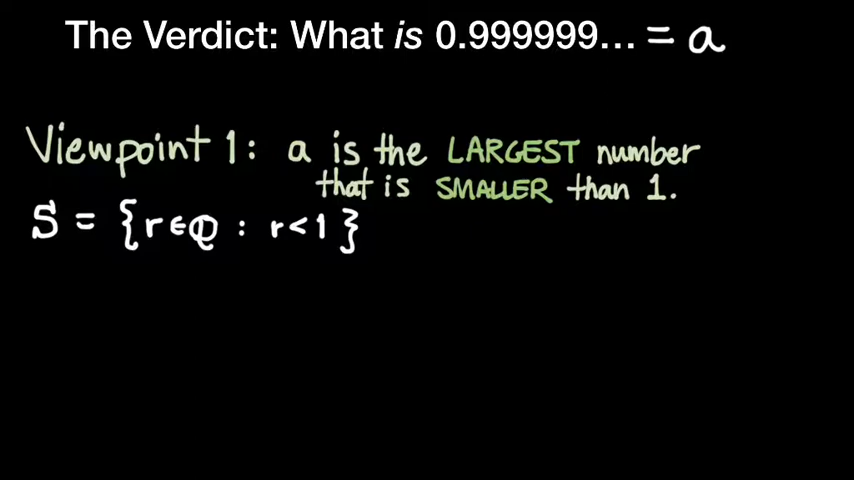 The Verdict: What is 0.999999... = a
Viewpoint 1: a is the LARGEST number
that is SMALLER than 1.
S = {r∈ℚ : r<1}